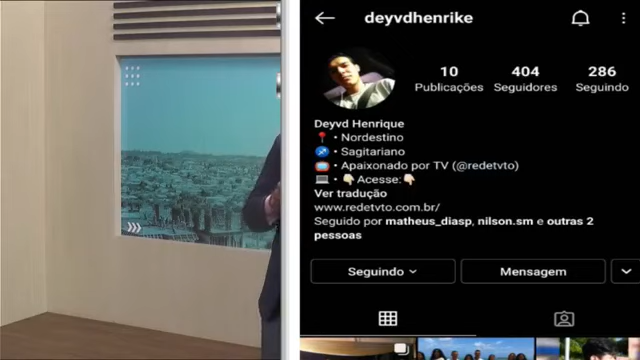 deyvdhenrike
10 404 286
Publicações Seguidores Seguindo
Deyvd Henrique
📍 • Nordestino
♐ • Sagitariano
📺 • Apaixonado por TV (@redetvto)
💻 • 👇🏻Acesse:👇🏻
Ver tradução
www.redetvto.com.br/
Seguido por matheus_diasp, nilson.sm e outras 2
pessoas
Seguindo Mensagem